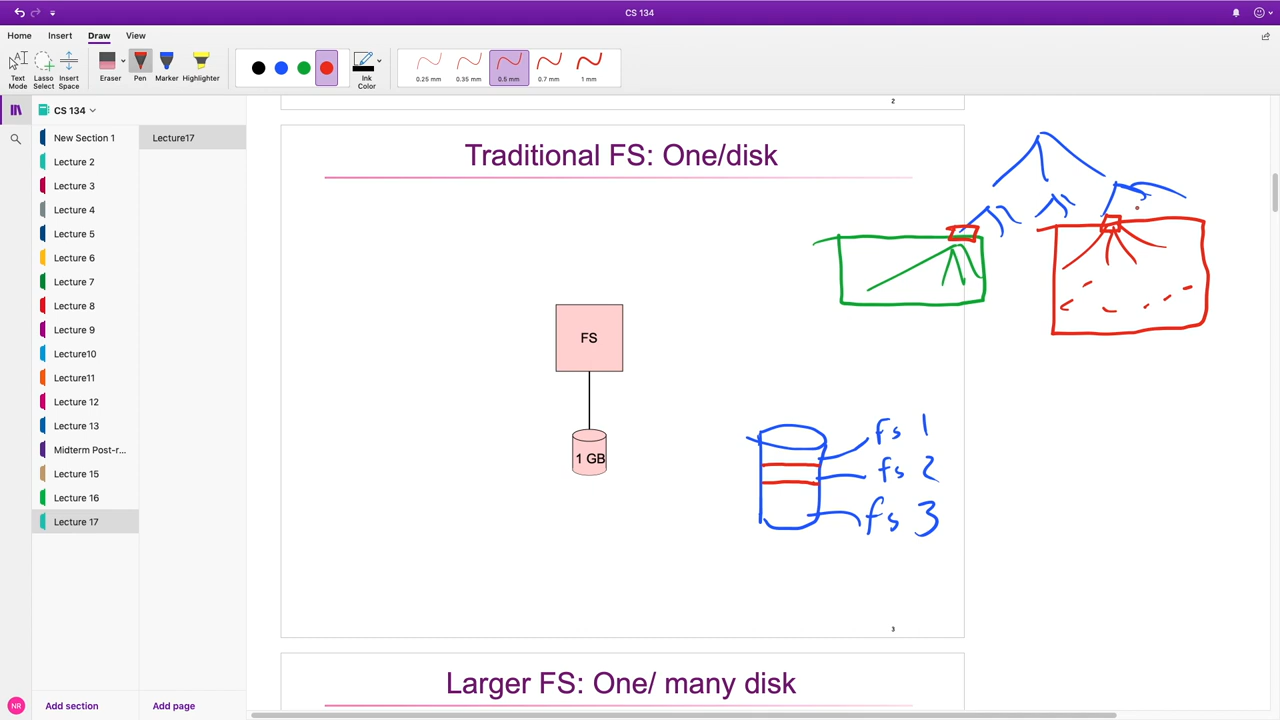 CS 134
Home Insert Draw View
Text Mode
Lasso Select
Insert Space
Eraser
Pen
Marker
Highlighter
Ink Color
0.25 mm
0.35 mm
0.5 mm
0.7 mm
1 mm
CS 134
New Section 1
Lecture 2
Lecture 3
Lecture 4
Lecture 5
Lecture 6
Lecture 7
Lecture 8
Lecture 9
Lecture10
Lecture11
Lecture 12
Lecture 13
Midterm Post-r...
Lecture 15
Lecture 16
Lecture 17
Lecture17
2
Traditional FS: One/disk
FS
1 GB
fs 1
fs 2
fs 3
3
Larger FS: One/ many disk
NR
Add section
Add page